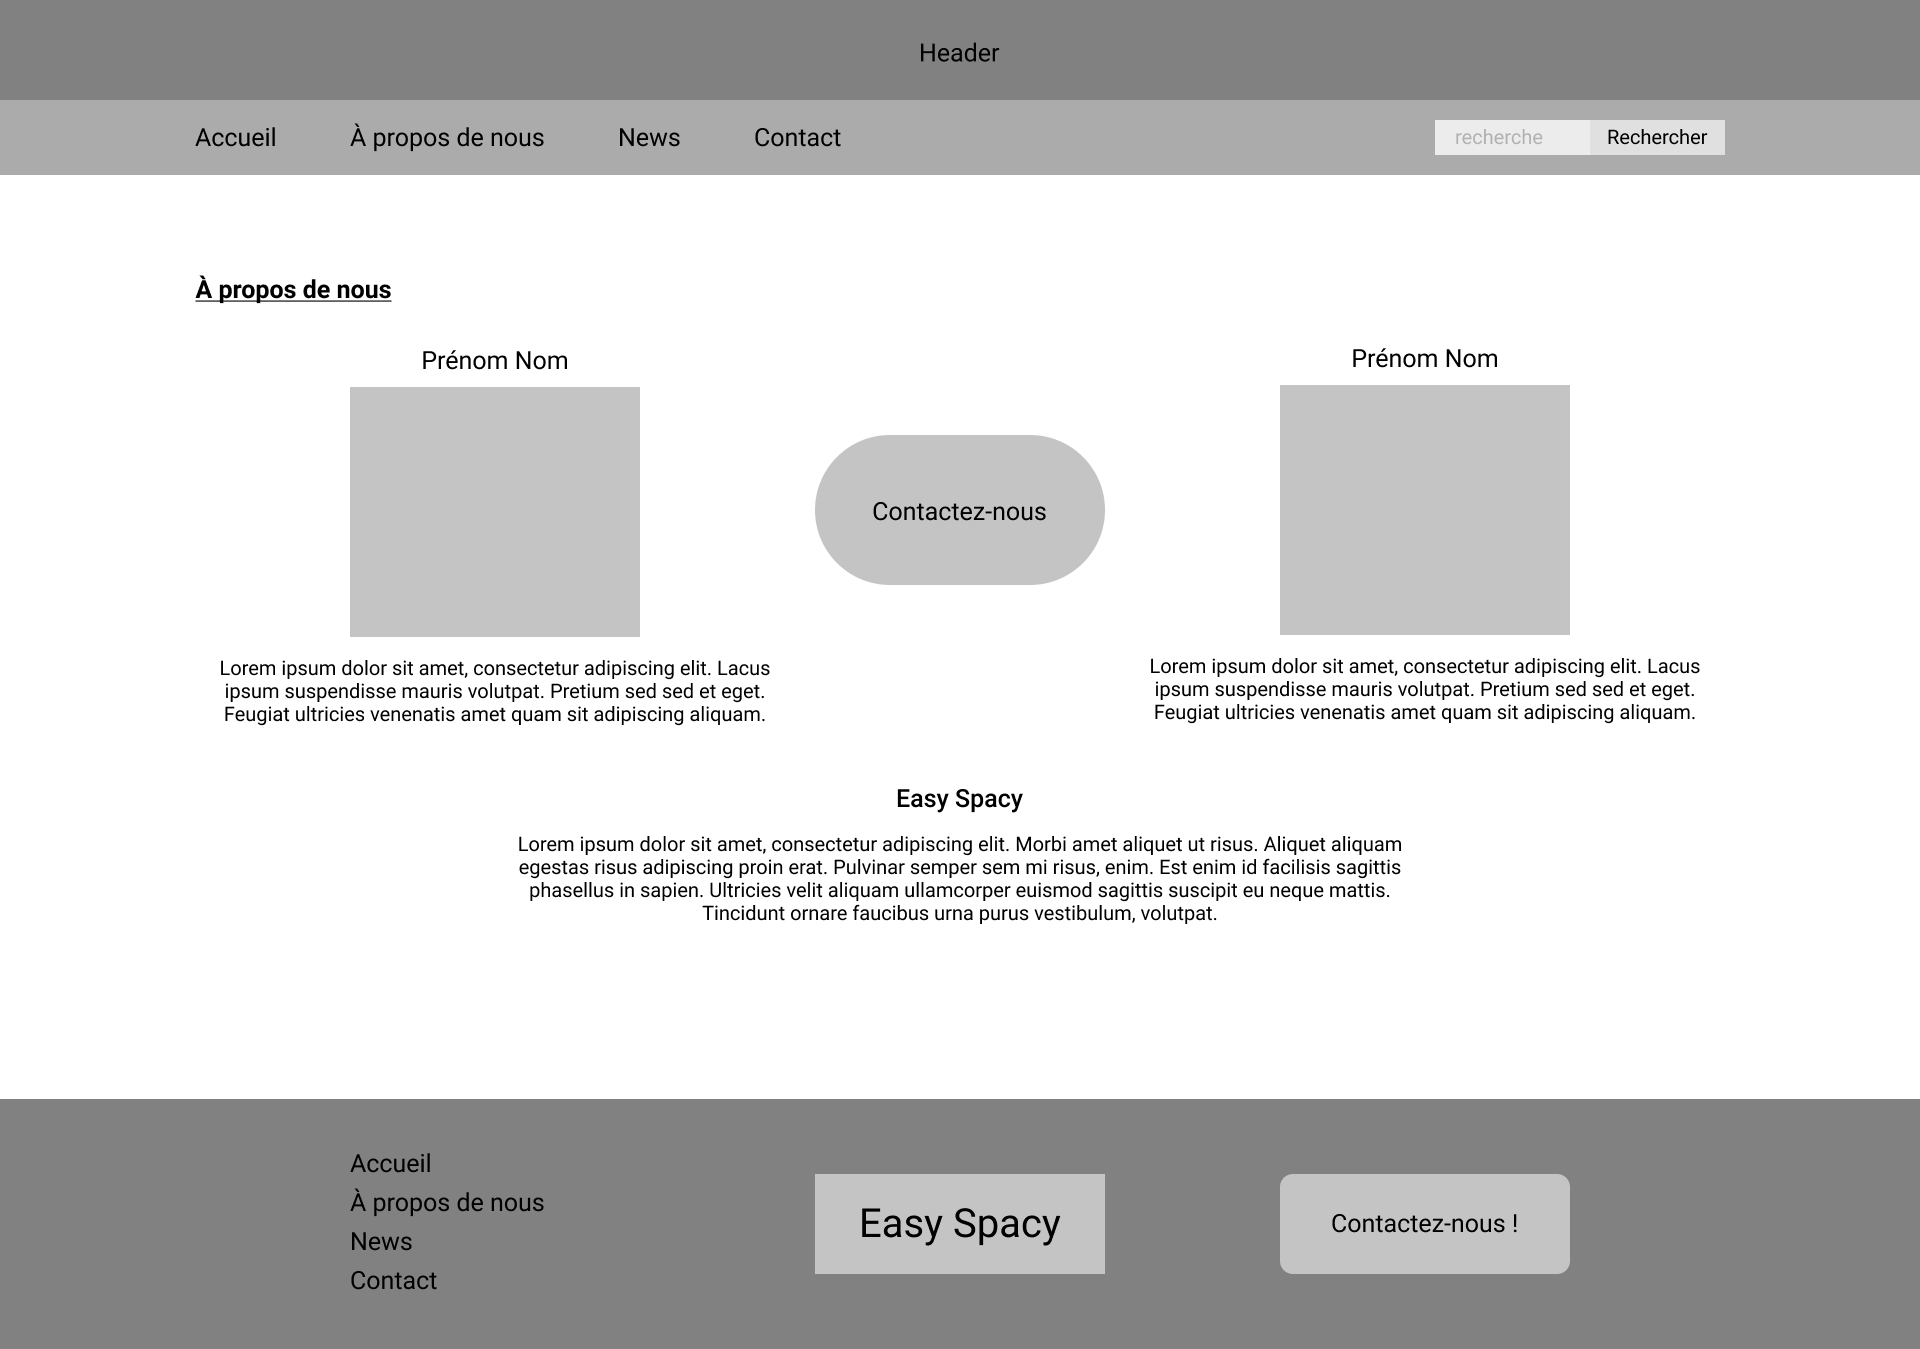 Header
Accueil
À propos de nous
News
Contact
recherche
Rechercher
À propos de nous
Prénom Nom
Lorem ipsum dolor sit amet, consectetur adipiscing elit. Lacus
ipsum suspendisse mauris volutpat. Pretium sed sed et eget.
Feugiat ultricies venenatis amet quam sit adipiscing aliquam.
Contactez-nous
Prénom Nom
Lorem ipsum dolor sit amet, consectetur adipiscing elit. Lacus
ipsum suspendisse mauris volutpat. Pretium sed sed et eget.
Feugiat ultricies venenatis amet quam sit adipiscing aliquam.
Easy Spacy
Lorem ipsum dolor sit amet, consectetur adipiscing elit. Morbi amet aliquet ut risus. Aliquet aliquam
egestas risus adipiscing proin erat. Pulvinar semper sem mi risus, enim. Est enim id facilisis sagittis
phasellus in sapien. Ultricies velit aliquam ullamcorper euismod sagittis suscipit eu neque mattis.
Tincidunt ornare faucibus urna purus vestibulum, volutpat.
Accueil
À propos de nous
News
Contact
Easy Spacy
Contactez-nous !